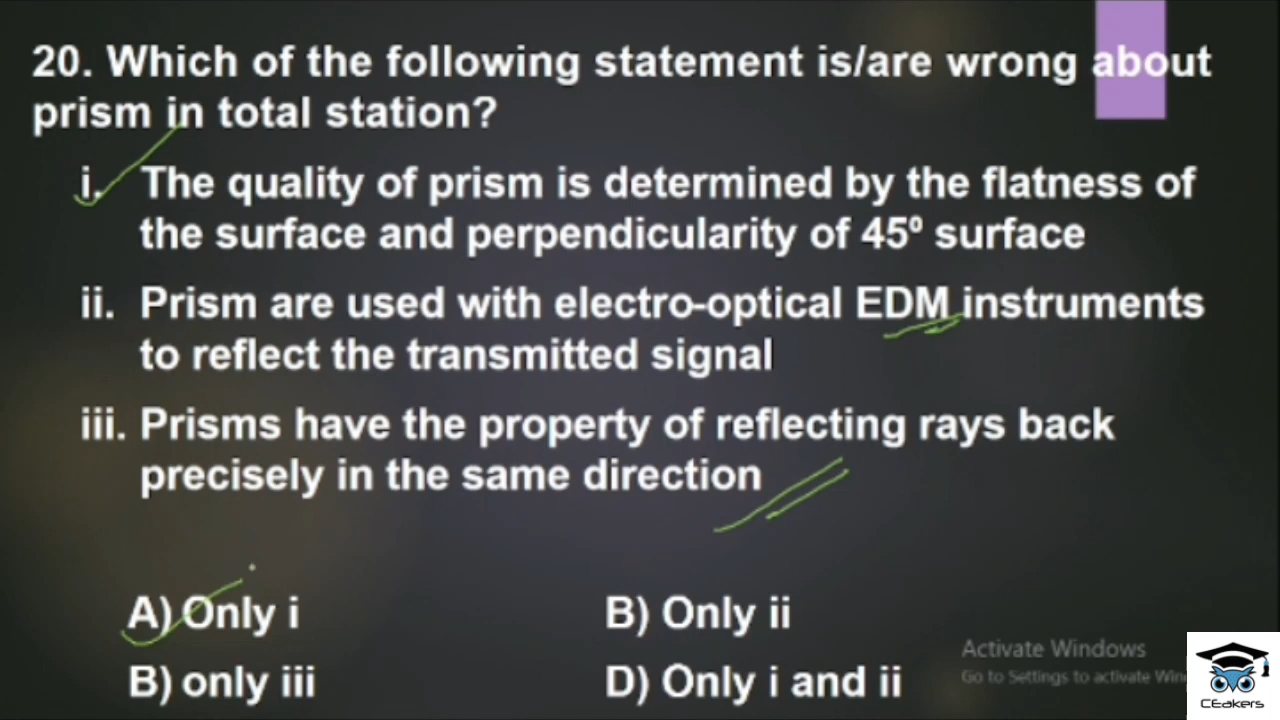 20. Which of the following statement is/are wrong about
prism in total station?
i. The quality of prism is determined by the flatness of
the surface and perpendicularity of 45⁰ surface
ii. Prism are used with electro-optical EDM instruments
to reflect the transmitted signal
iii. Prisms have the property of reflecting rays back
precisely in the same direction
A) Only i
B) Only ii
B) only iii
D) Only i and ii
Activate Windows
Go to Settings to activate
CEakers